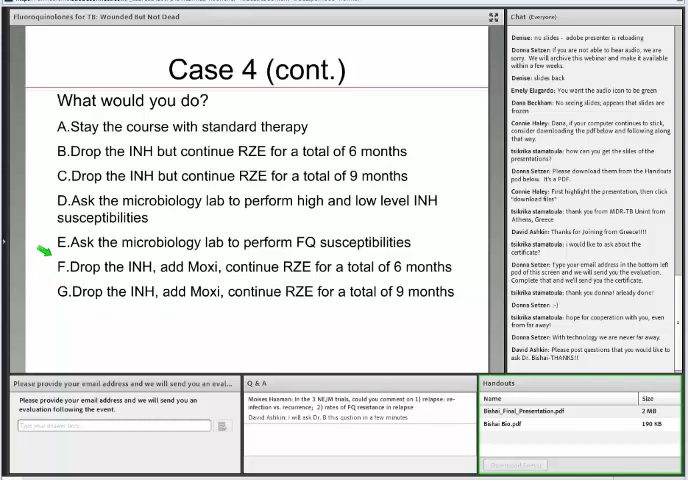 Fluoroquinolones for TB: Wounded But Not Dead
Case 4 (cont.)
What would you do?
A.Stay the course with standard therapy
B.Drop the INH but continue RZE for a total of 6 months
C.Drop the INH but continue RZE for a total of 9 months
D.Ask the microbiology lab to perform high and low level INH
susceptibilities
E.Ask the microbiology lab to perform FQ susceptibilities
F.Drop the INH, add Moxi, continue RZE for a total of 6 months
G.Drop the INH, add Moxi, continue RZE for a total of 9 months
Chat (Everyone)
Denise: no slides - adobe presenter is reloading
Donna Setzer: If you are not able to hear audio, we are
sorry. We will archive this webinar and make it available
within a few weeks.
Denise: slides back
Emely Elugardo: You want the audio icon to be green
Dana Beckham: No seeing slides; appears that slides are
frozen
Connie Haley: Dana, if your computer continues to stick,
consider downloading the pdf below and following along
that way.
tsikrika stamatoula: how can you get the slides of the
presentations?
Donna Setzer: Please download them from the Handouts
pod below. It's a PDF.
Connie Haley: First highlight the presentation, then click
"download files"
tsikrika stamatoula: thank you from MDR-TB Unint from
Athens, Greece
David Ashkin: Thanks for Joining from Greece!!!!
tsikrika stamatoula: i would like to ask about the
certificate?
Donna Setzer: Type your email address in the bottom left
pod of this screen and we will send you the evaluation.
Complete that and we'll send you the certificate.
tsikrika stamatoula: thank you donna! arleady done!
Donna Setzer: :-)
tsikrika stamatoula: hope for cooperation with you, even
from far away!
Donna Setzer: With technology we are never far away.
David Ashkin: Please post questions that you would like to
ask Dr. Bishai-THANKS!!
Please provide your email address and we will send you an eval...
Please provide your email address and we will send you an
evaluation following the event.
Type your answer here...
Q & A
In the 3 NEJM trials, could you comment on 1) relapse: re-
infection vs. recurrence; 2) rates of FQ resistance in relapse
David Ashkin: I will ask Dr. B this qustion in a few minutes
Handouts
Name Size
Bishai_Final_Presentation.pdf 2 MB
Bishai Bio.pdf 190 KB